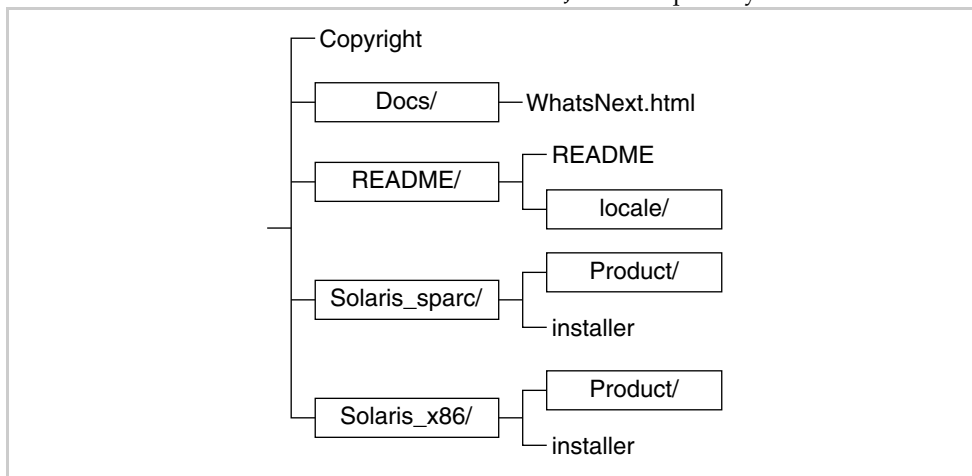 Copyright
Docs/
WhatsNext.html
README/
README
locale/
Solaris_sparc/
Product/
installer
Solaris_x86/
Product/
installer